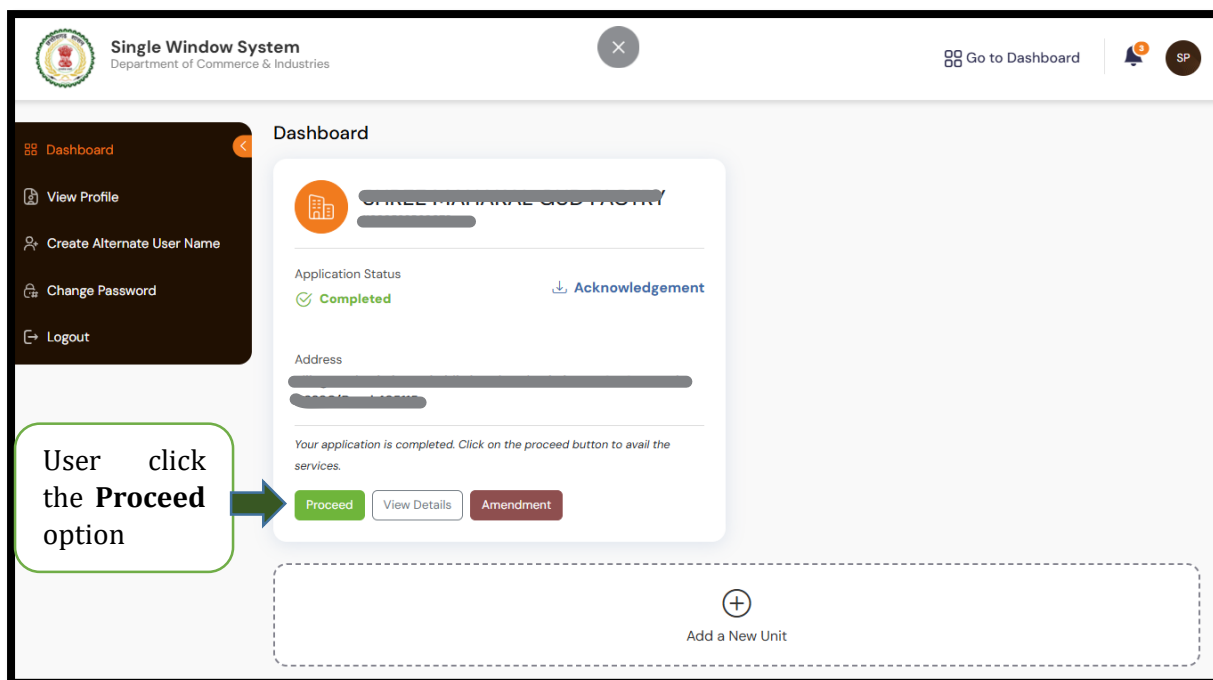 Single Window System
Department of Commerce & Industries
Go to Dashboard
3
SP
Dashboard
View Profile
Create Alternate User Name
Change Password
Logout
Dashboard
Application Status
Completed
Acknowledgement
Address
Your application is completed. Click on the proceed button to avail the
services.
Proceed
View Details
Amendment
User click
the Proceed
option
Add a New Unit